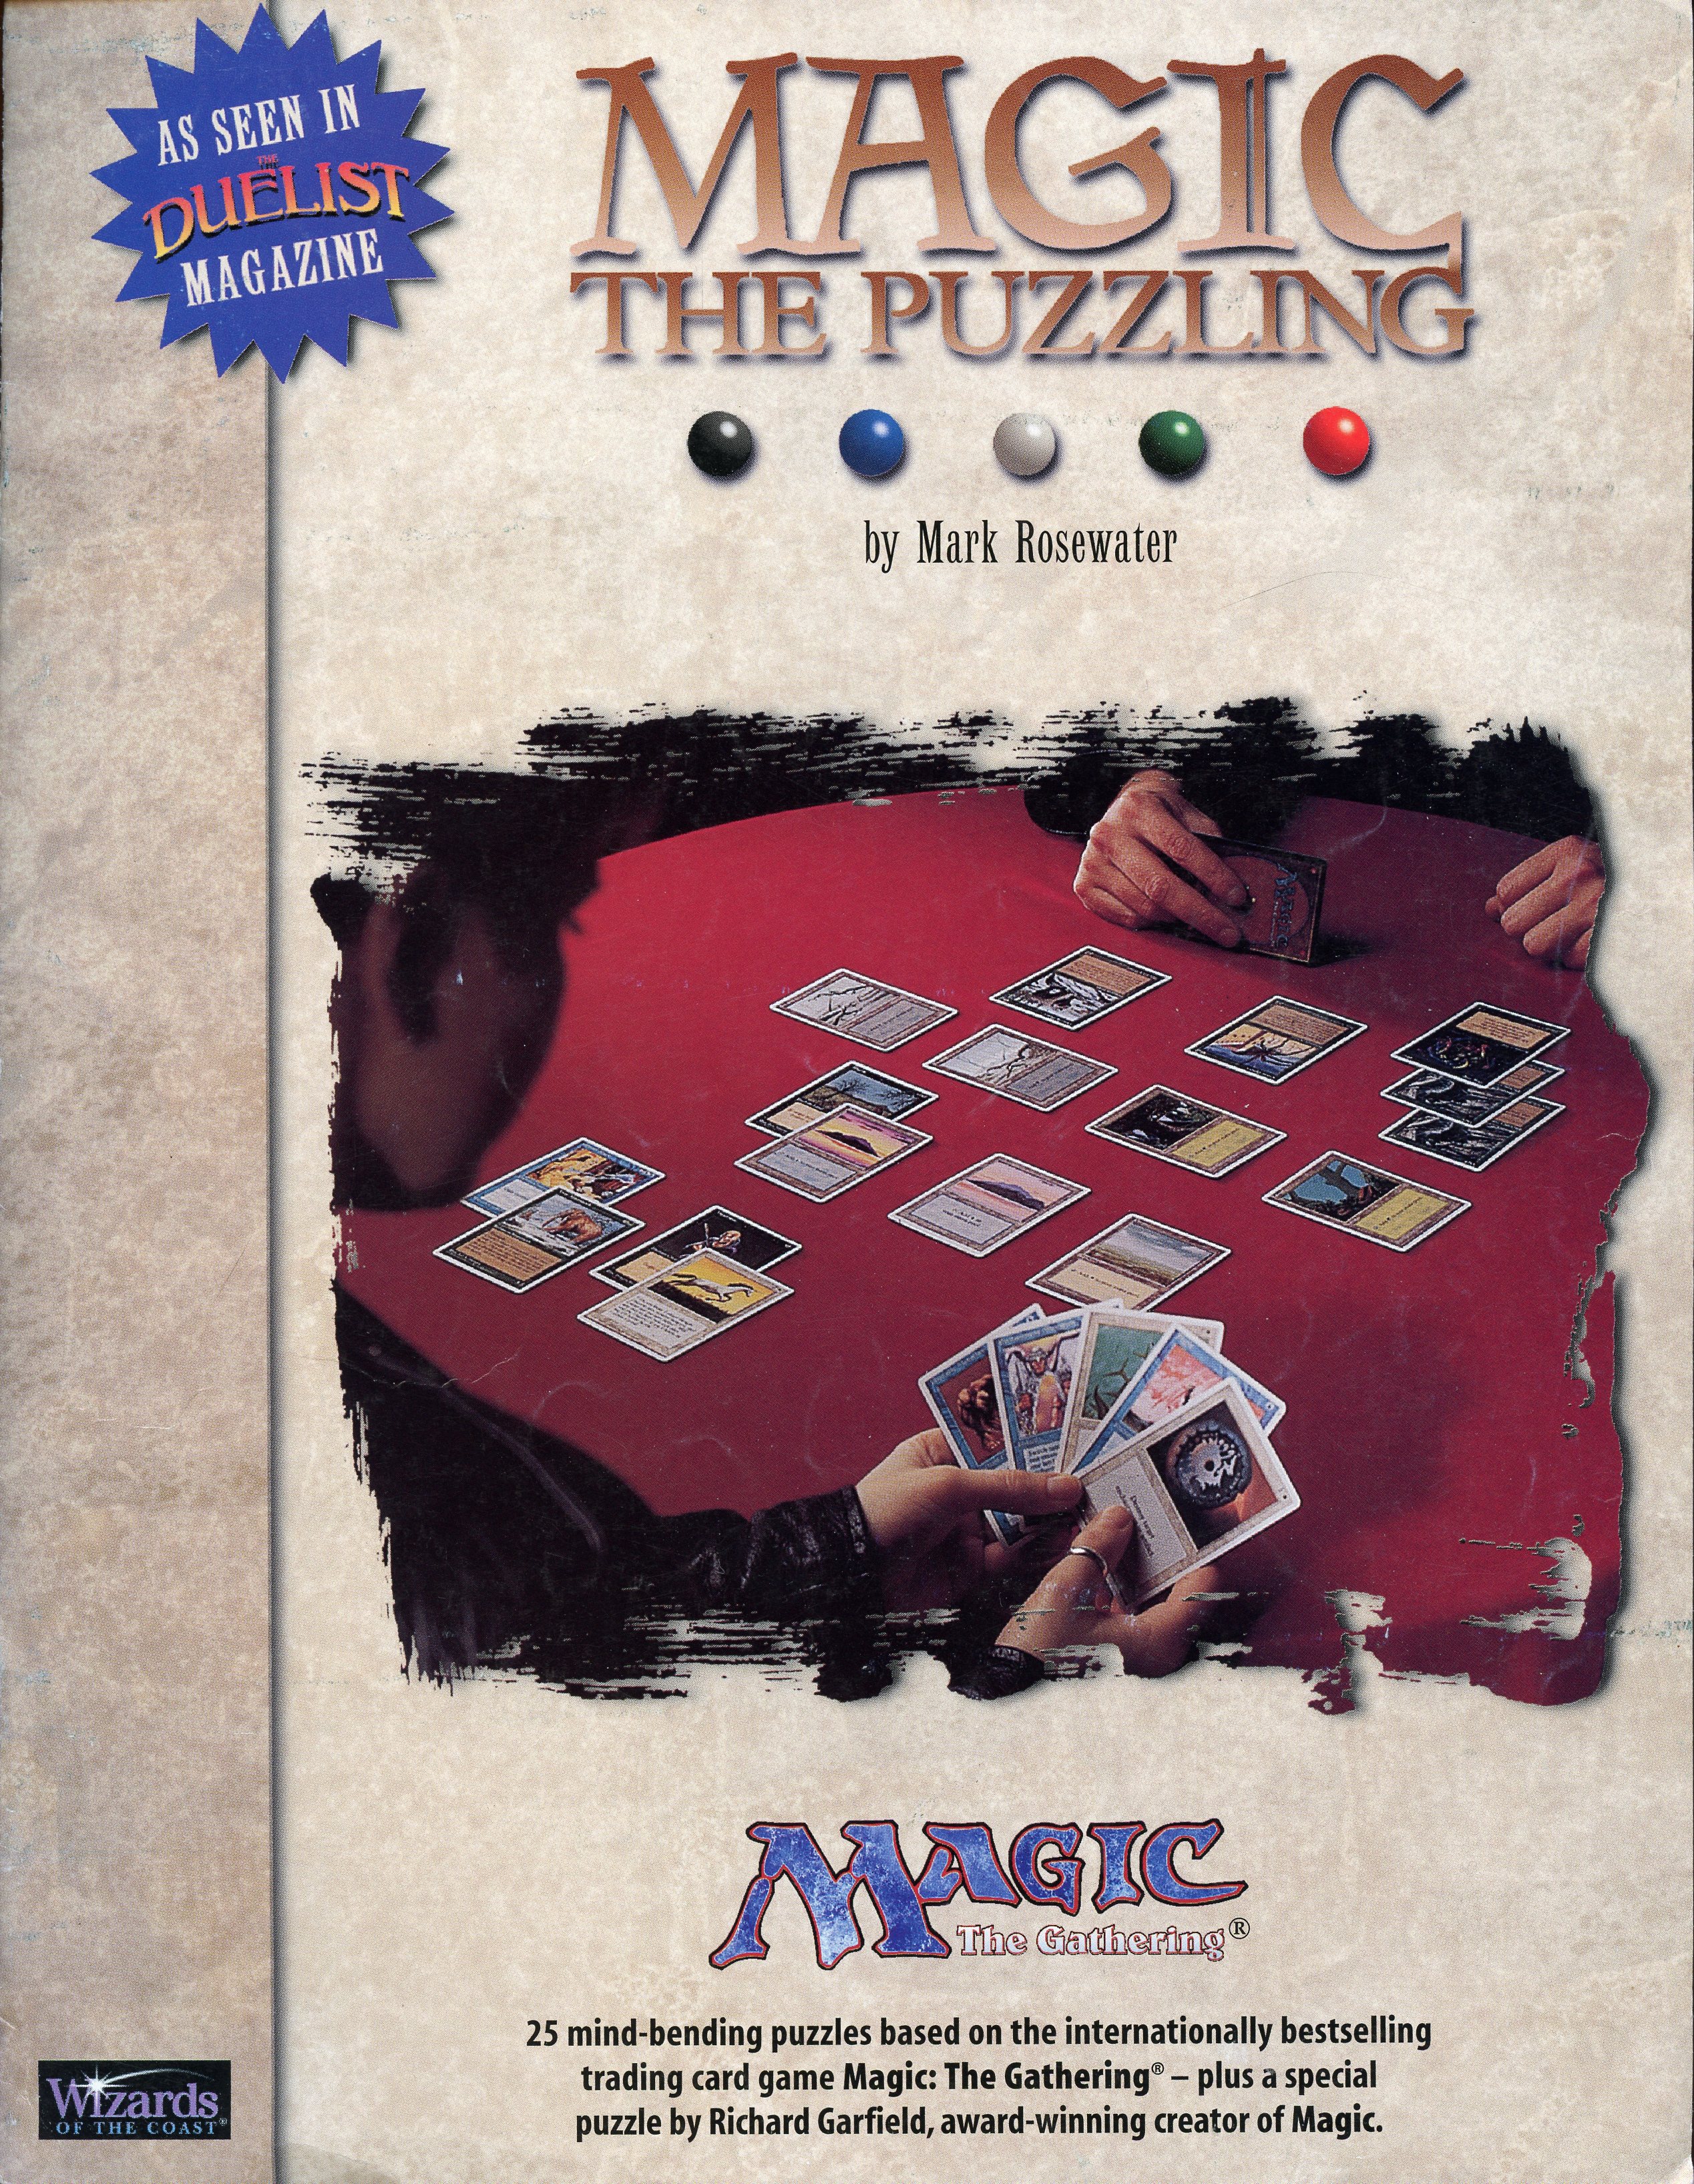 AS SEEN IN
THE
DUELIST
MAGAZINE
MAGIC
THE PUZZLING
by Mark Rosewater
MAGIC
The Gathering®
25 mind-bending puzzles based on the internationally bestselling
trading card game Magic: The Gathering® – plus a special
puzzle by Richard Garfield, award-winning creator of Magic.
Wizards
OF THE COAST®